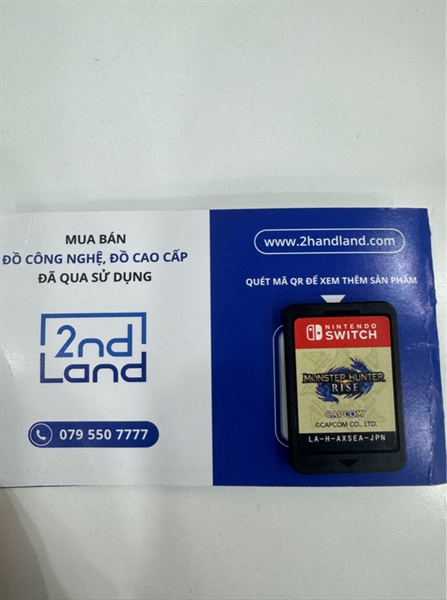 MUA BÁN
ĐỒ CÔNG NGHỆ, ĐỒ CAO CẤP
ĐÃ QUA SỬ DỤNG
2nd
Land
079 550 7777
www.2handland.com
QUÉT MÃ QR ĐỂ XEM THÊM SẢN PHẨM
NINTENDO
SWITCH
MONSTER HUNTER
RISE
CAPCOM
©CAPCOM CO., LTD.
LA-H-AXSEA-JPN